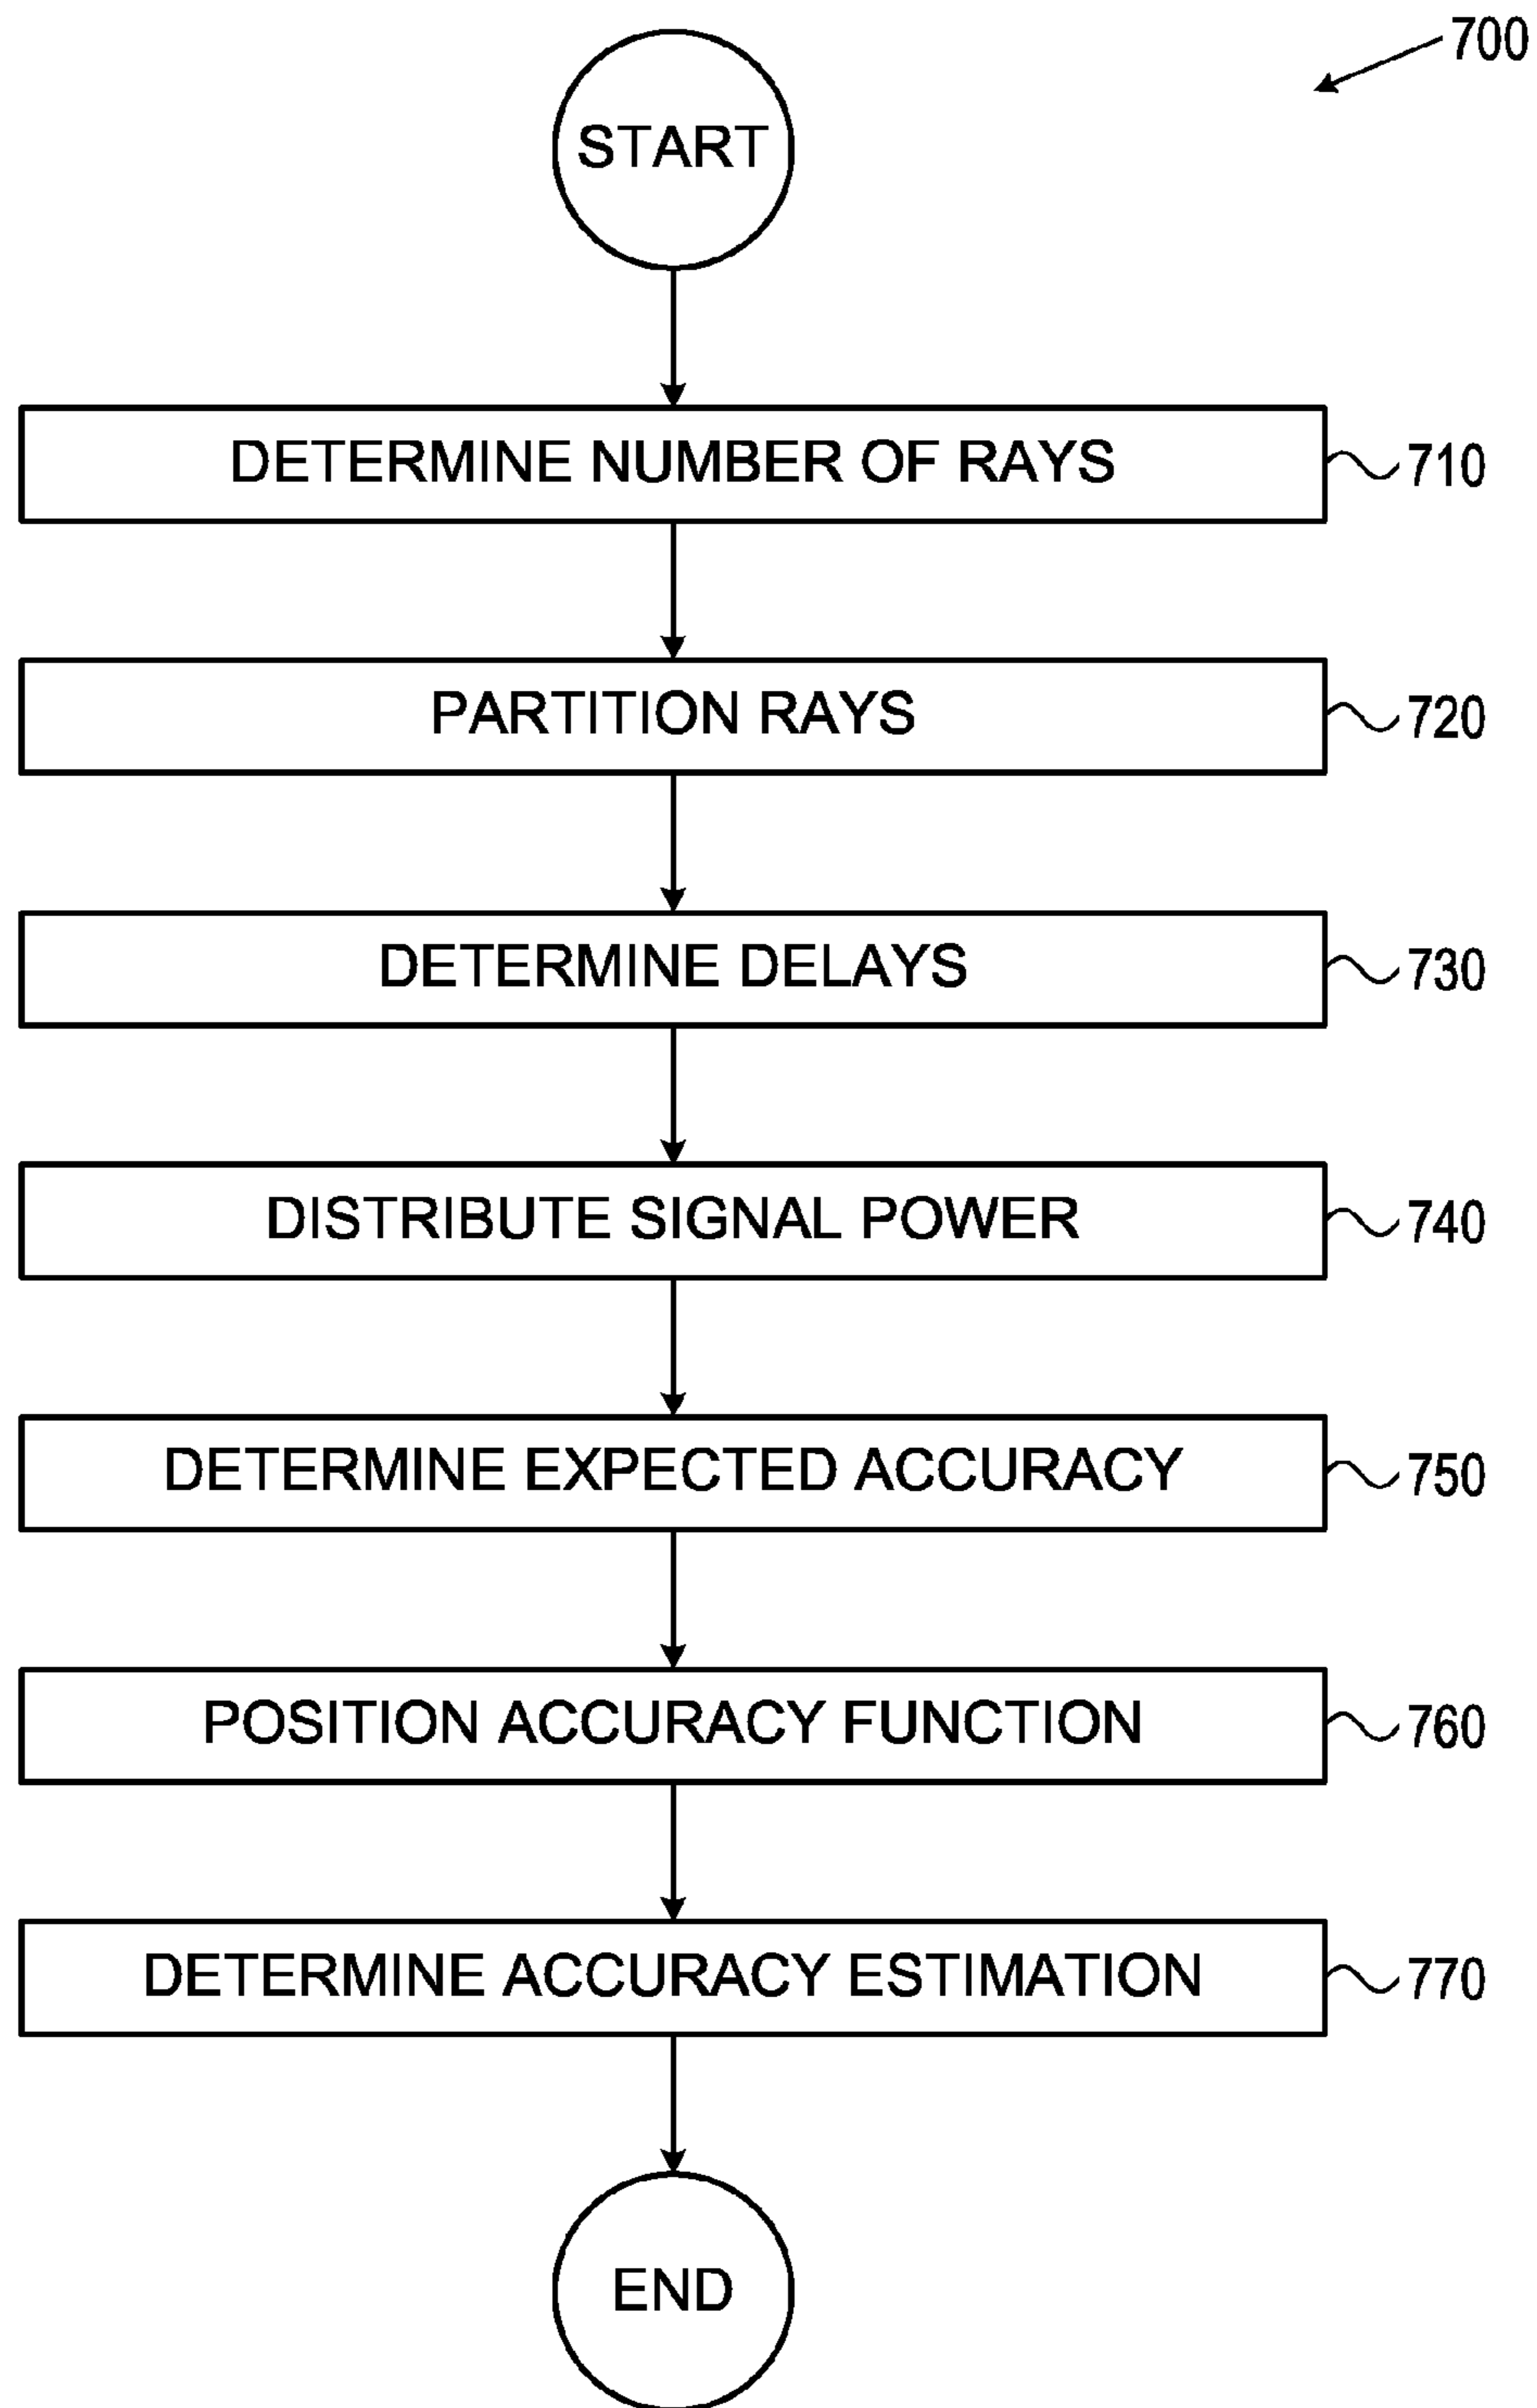 700
START
DETERMINE NUMBER OF RAYS
710
PARTITION RAYS
720
DETERMINE DELAYS
730
DISTRIBUTE SIGNAL POWER
740
DETERMINE EXPECTED ACCURACY
750
POSITION ACCURACY FUNCTION
760
DETERMINE ACCURACY ESTIMATION
770
END